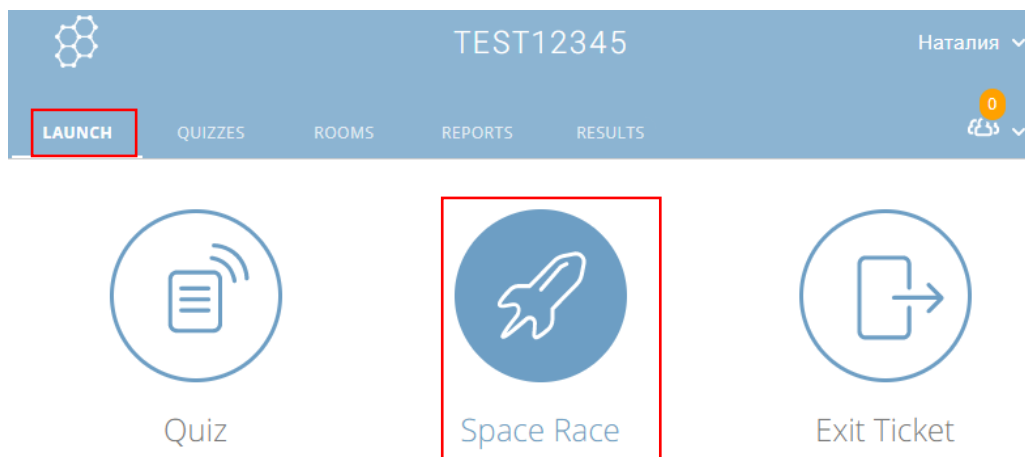 TEST12345
Наталия
0
LAUNCH QUIZZES ROOMS REPORTS RESULTS
Quiz Space Race Exit Ticket